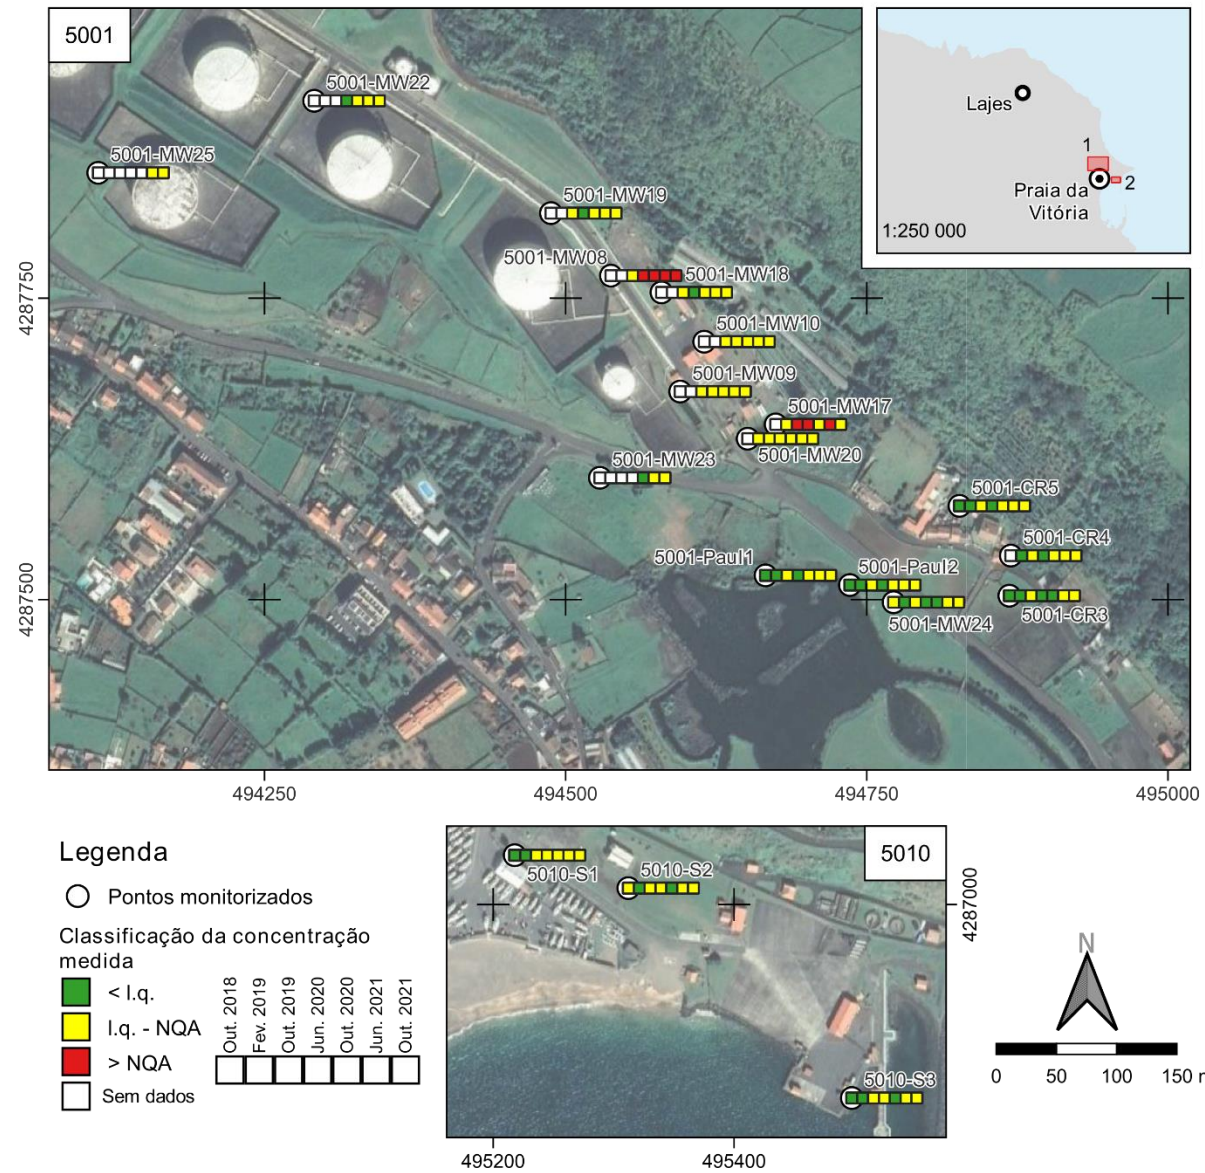 5001
5001-MW22
5001-MW25
5001-MW19
5001-MW08
5001-MW18
5001-MW10
5001-MW09
5001-MW17
5001-MW20
5001-MW23
5001-CR5
5001-CR4
5001-Paul1
5001-Paul2
5001-MW24
5001-CR3
4287750
4287500
494250
494500
494750
495000
Lajes
1
2
Praia da
Vitória
1:250 000
Legenda
Pontos monitorizados
Classificação da concentração
medida
< l.q.
l.q. - NQA
> NQA
Sem dados
Out. 2018
Fev. 2019
Out. 2019
Jun. 2020
Out. 2020
Jun. 2021
Out. 2021
5010
5010-S1
5010-S2
5010-S3
4287000
495200
495400
N
0
50
100
150 m